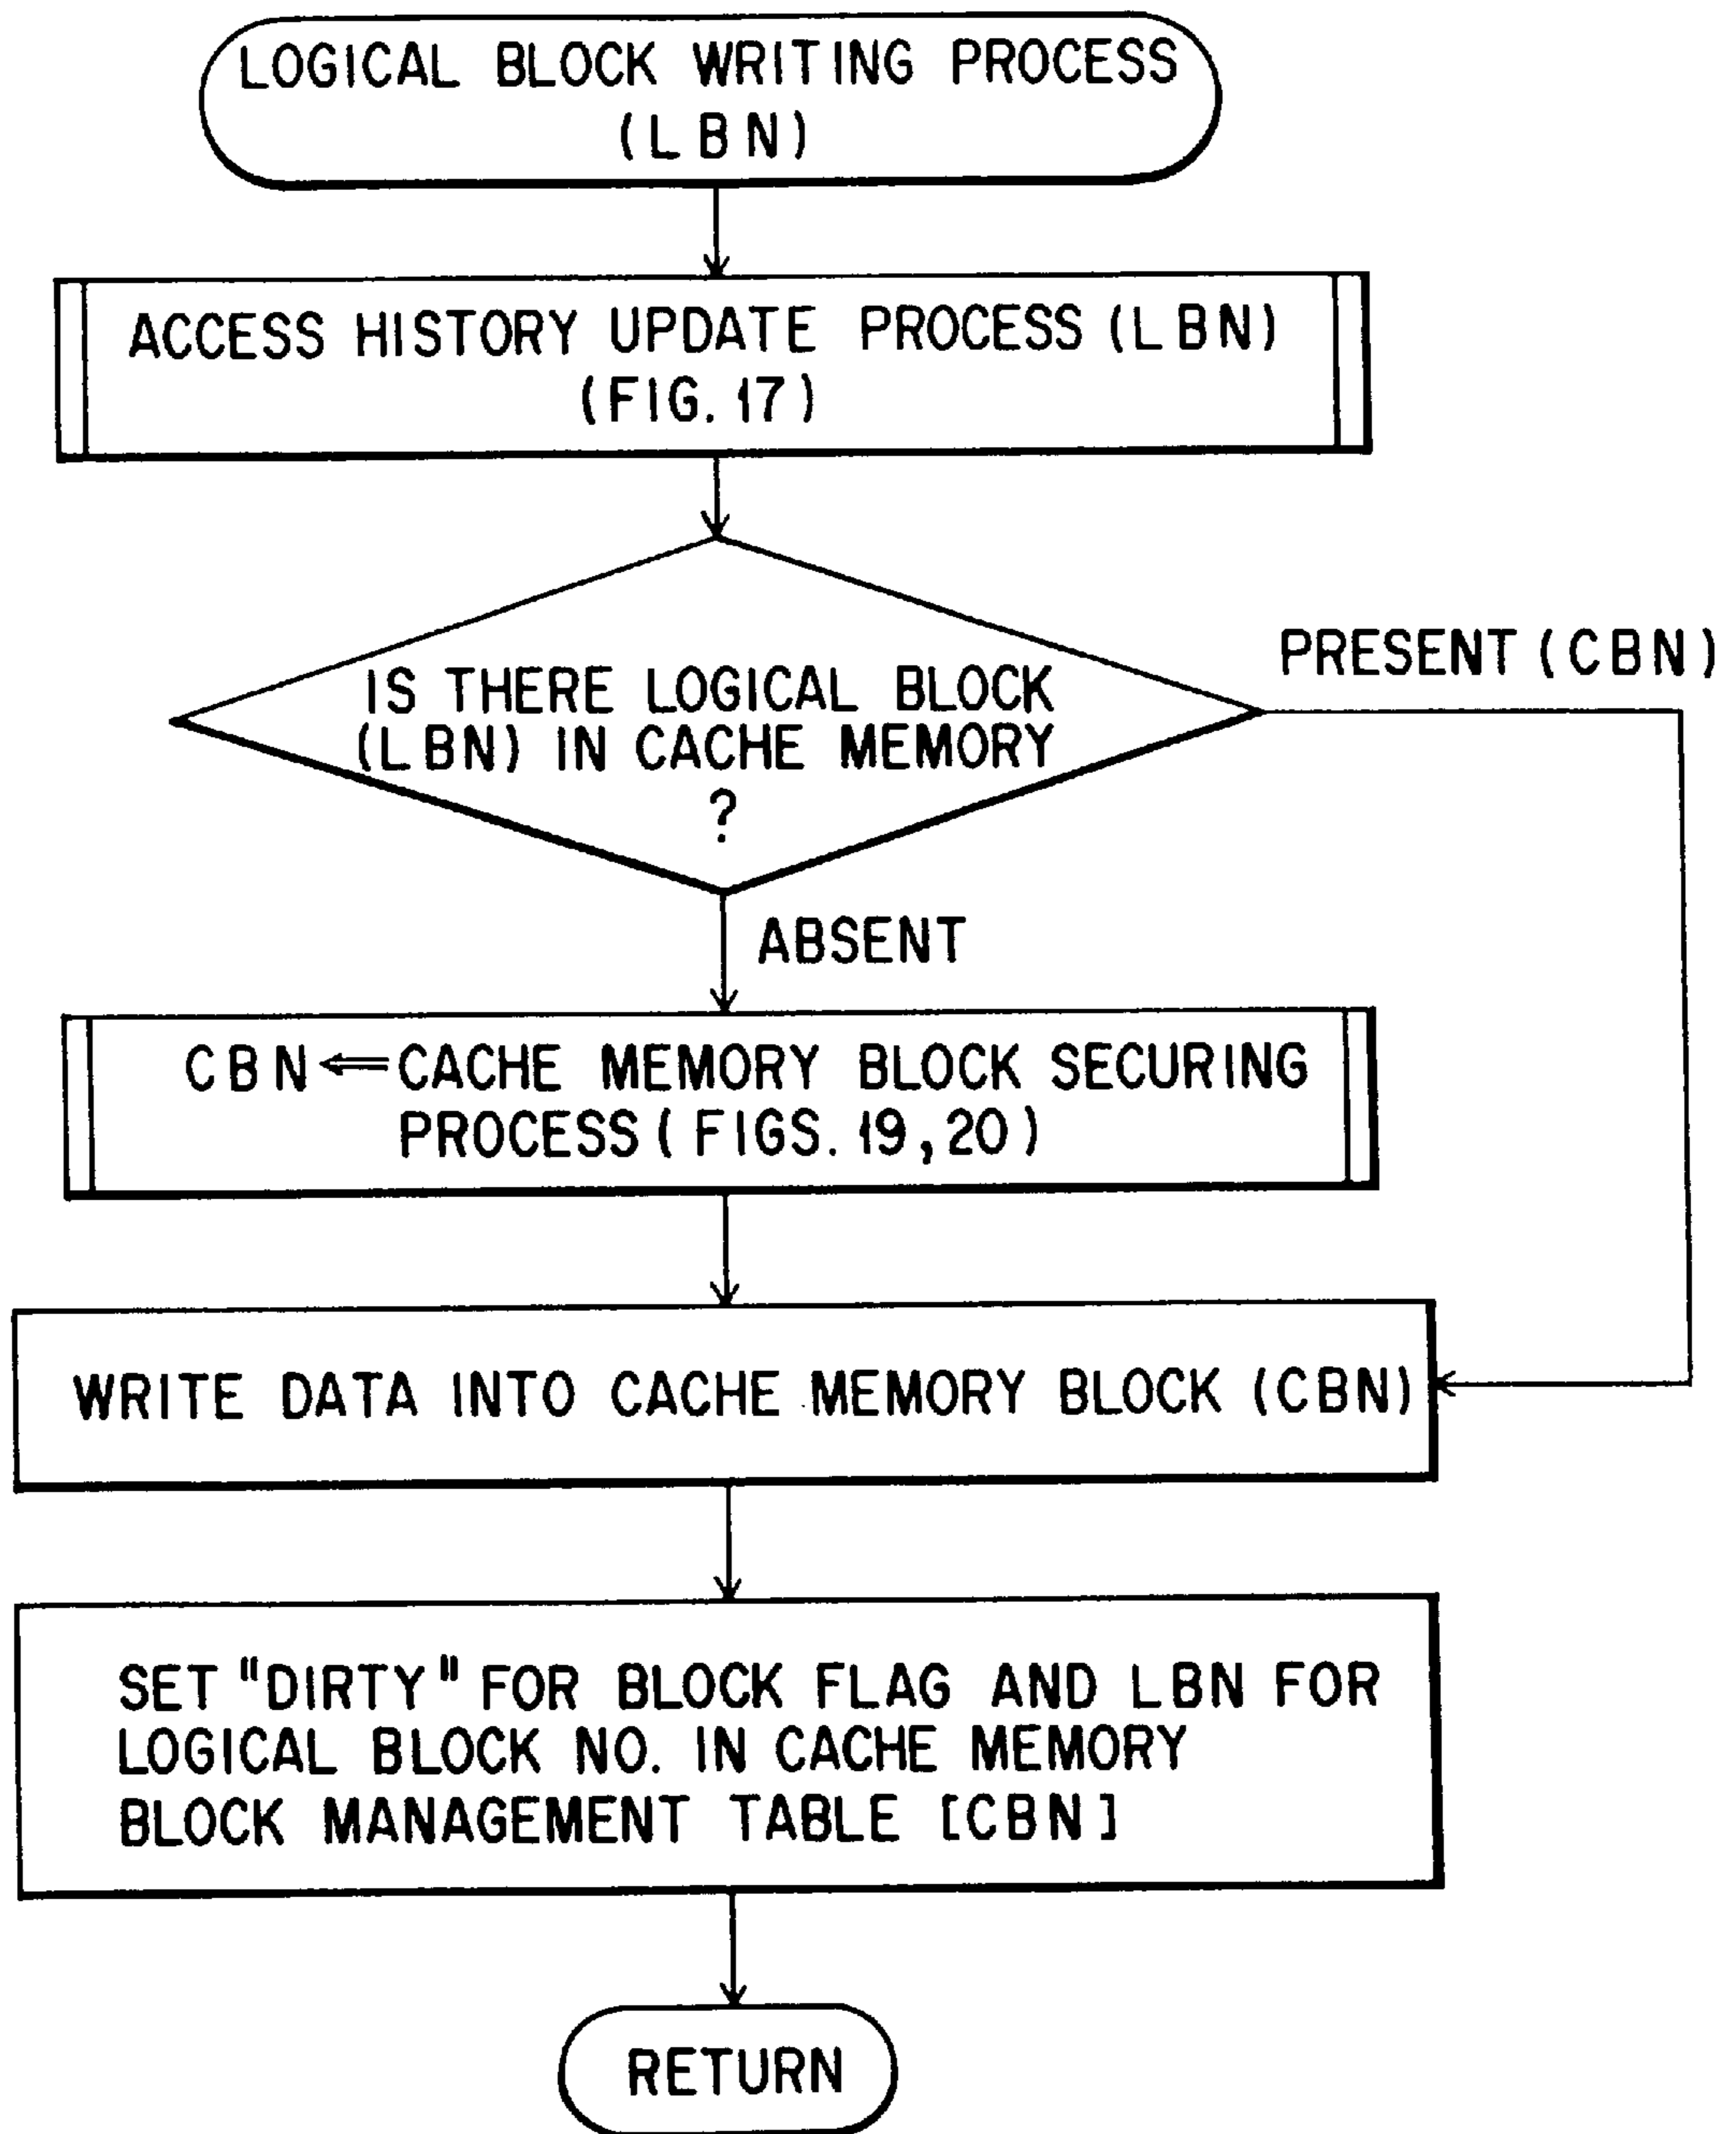 LOGICAL BLOCK WRITING PROCESS
(LBN)
ACCESS HISTORY UPDATE PROCESS (LBN)
(FIG. 17)
IS THERE LOGICAL BLOCK
(LBN) IN CACHE MEMORY
?
PRESENT (CBN)
ABSENT
CBN ⇐ CACHE MEMORY BLOCK SECURING
PROCESS (FIGS. 19, 20)
WRITE DATA INTO CACHE MEMORY BLOCK (CBN)
SET "DIRTY" FOR BLOCK FLAG AND LBN FOR
LOGICAL BLOCK NO. IN CACHE MEMORY
BLOCK MANAGEMENT TABLE [CBN]
RETURN